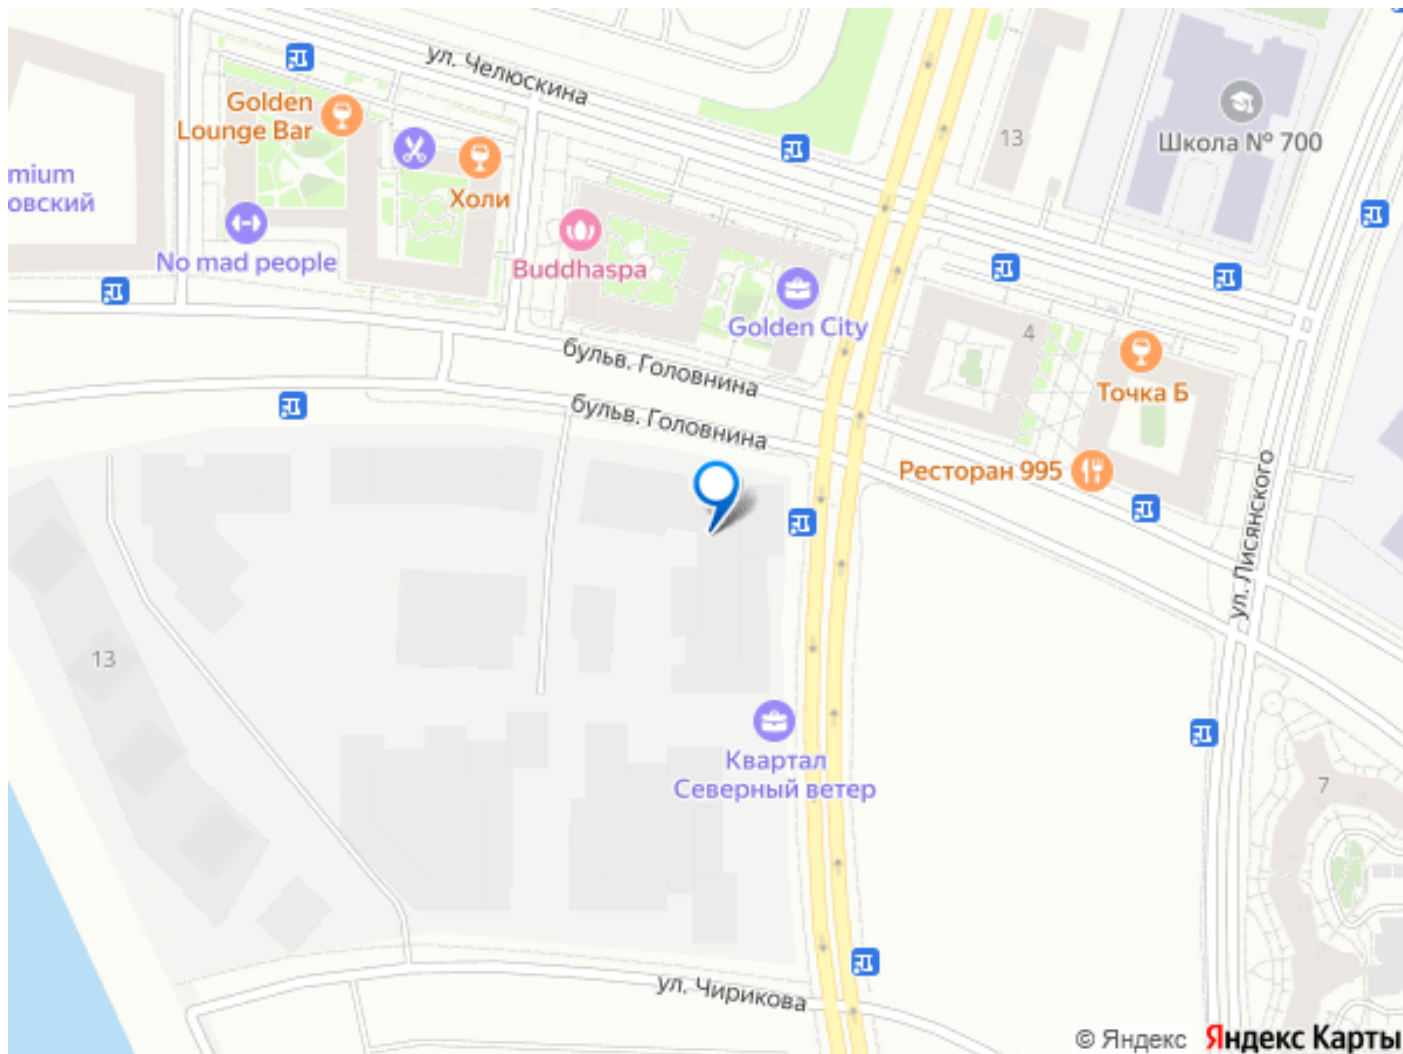 ул. Челюскина
Golden
Lounge Bar
Холи
13
Школа № 700
mium
овский
No mad people
Buddhaspa
Golden City
4
Точка Б
бульв. Головнина
бульв. Головнина
Ресторан 995
ул. Лисянского
13
Квартал
Северный ветер
7
ул. Чирикова
© Яндекс Яндекс Карты